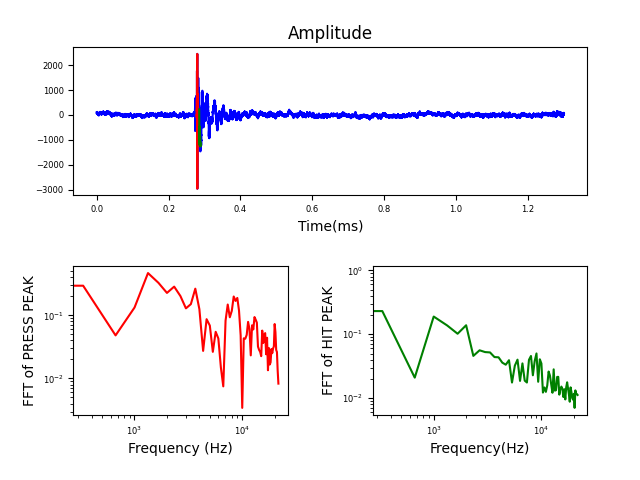 Amplitude
2000
1000
0
−1000
−2000
−3000
0.0 0.2 0.4 0.6 0.8 1.0 1.2
Time(ms)
FFT of PRESS PEAK
10⁻¹
10⁻²
10³ 10⁴
Frequency (Hz)
FFT of HIT PEAK
10⁰
10⁻¹
10⁻²
10³ 10⁴
Frequency(Hz)